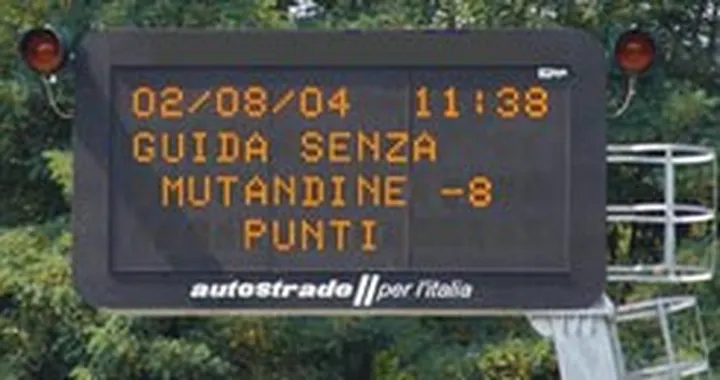 02/08/04 11:38
GUIDA SENZA
MUTANDINE -8
PUNTI
autostrade//per l'italia